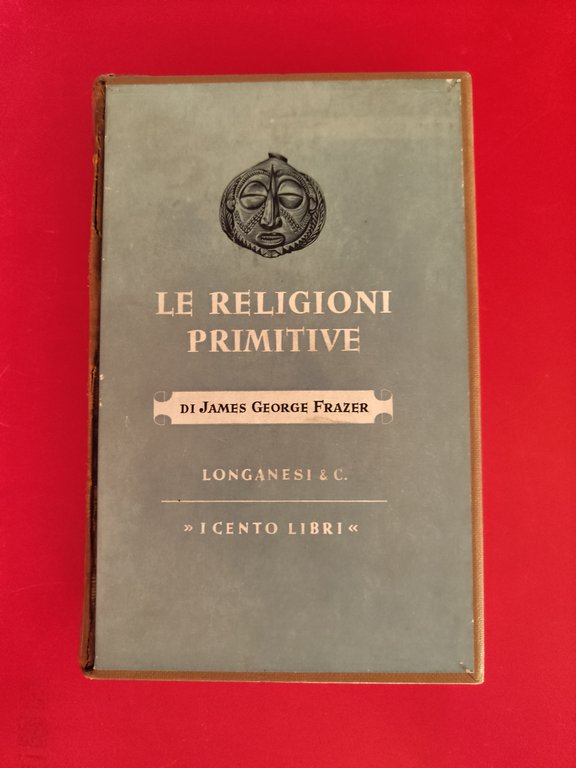 LE RELIGIONI
PRIMITIVE
DI JAMES GEORGE FRAZER
LONGANESI & C.
» I CENTO LIBRI «